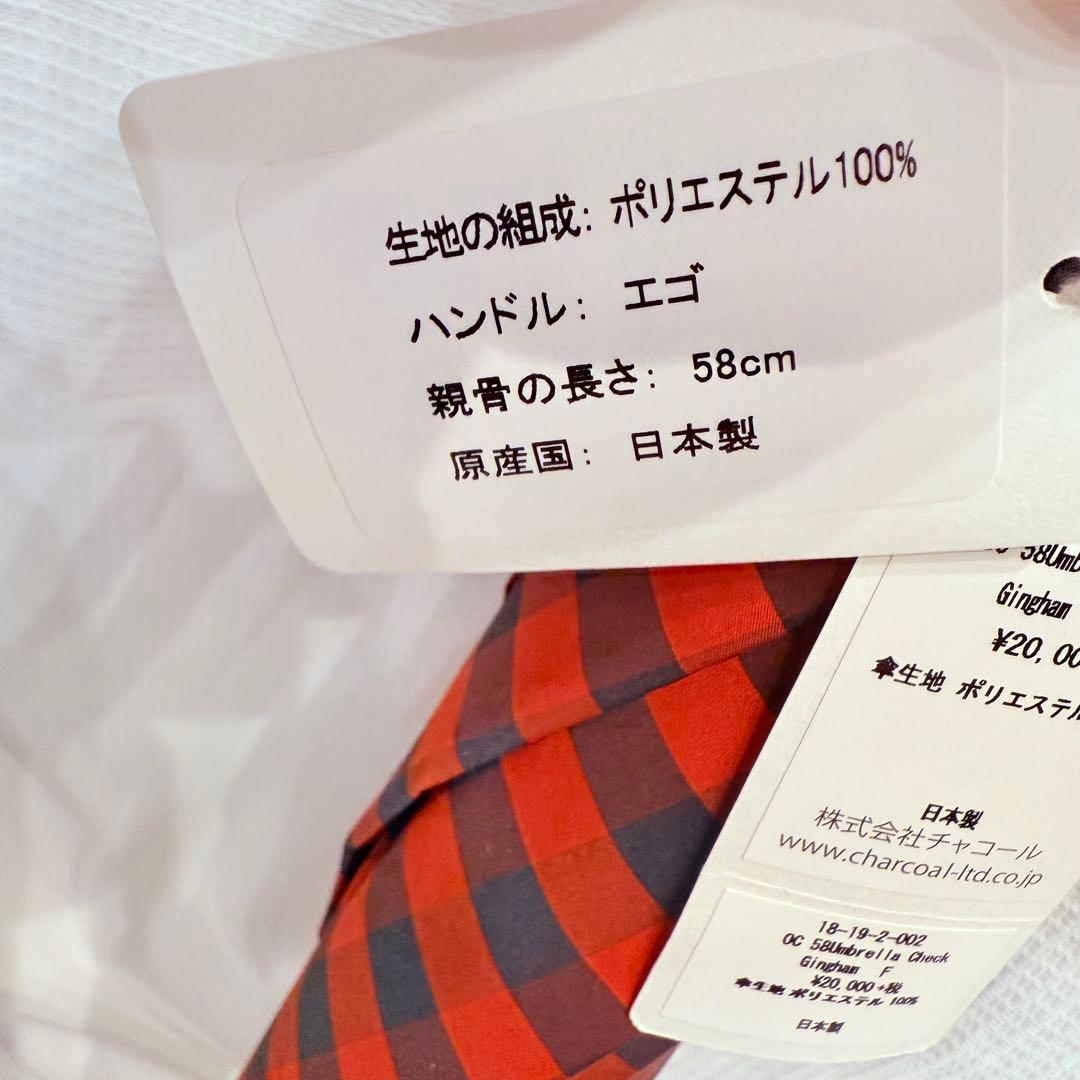 生地の組成: ポリエステル100%
ハンドル: エゴ
親骨の長さ: 58cm
原産国: 日本製
58Umb
Gingham
¥20,00
傘生地 ポリエステル
日本製
株式会社チャコール
www.charcoal-ltd.co.jp
18-19-2-002
OC 58Umbrella Check
Gingham F
¥20,000+税
傘生地 ポリエステル 100%
日本製